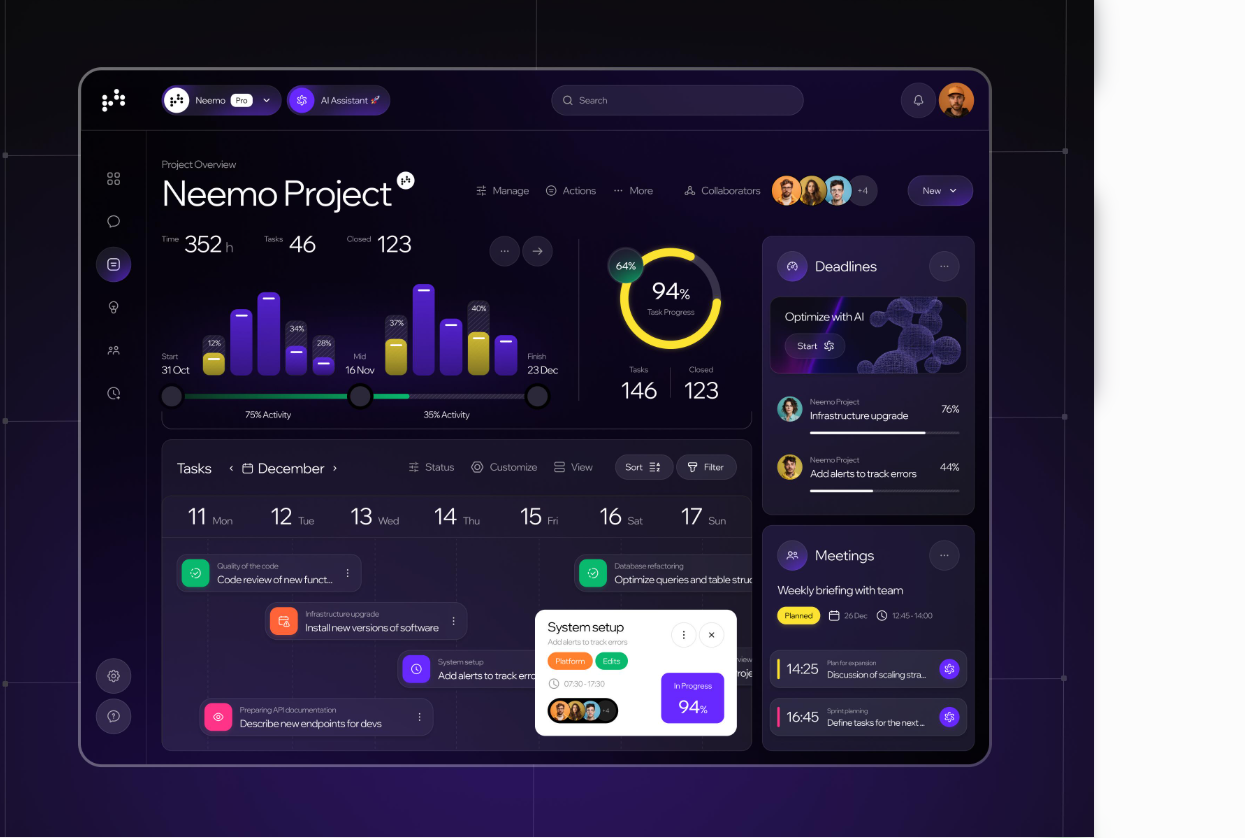 Neemo Pro
AI Assistant
Search
Project Overview
Neemo Project
Manage
Actions
More
Collaborators
+4
New
Time 352 h
Tasks 46
Closed 123
12%
34%
28%
37%
40%
Start
31 Oct
Mid
16 Nov
Finish
23 Dec
75% Activity
35% Activity
64%
94%
Task Progress
Tasks
146
Closed
123
Deadlines
Optimize with AI
Start
Neemo Project
Infrastructure upgrade
76%
Neemo Project
Add alerts to track errors
44%
Tasks
December
Status
Customize
View
Sort
Filter
11 Mon
12 Tue
13 Wed
14 Thu
15 Fri
16 Sat
17 Sun
Quality of the code
Code review of new funct...
Database refactoring
Optimize queries and table struc
Infrastructure upgrade
Install new versions of software
System setup
Add alerts to track erro
Preparing API documentation
Describe new endpoints for devs
System setup
Add alerts to track errors
Platform
Edits
07:30 - 17:30
+4
In Progress
94%
Meetings
Weekly briefing with team
Planned
26 Dec
12:45 - 14:00
14:25
Plan for expansion
Discussion of scaling stra...
16:45
Sprint planning
Define tasks for the next ...